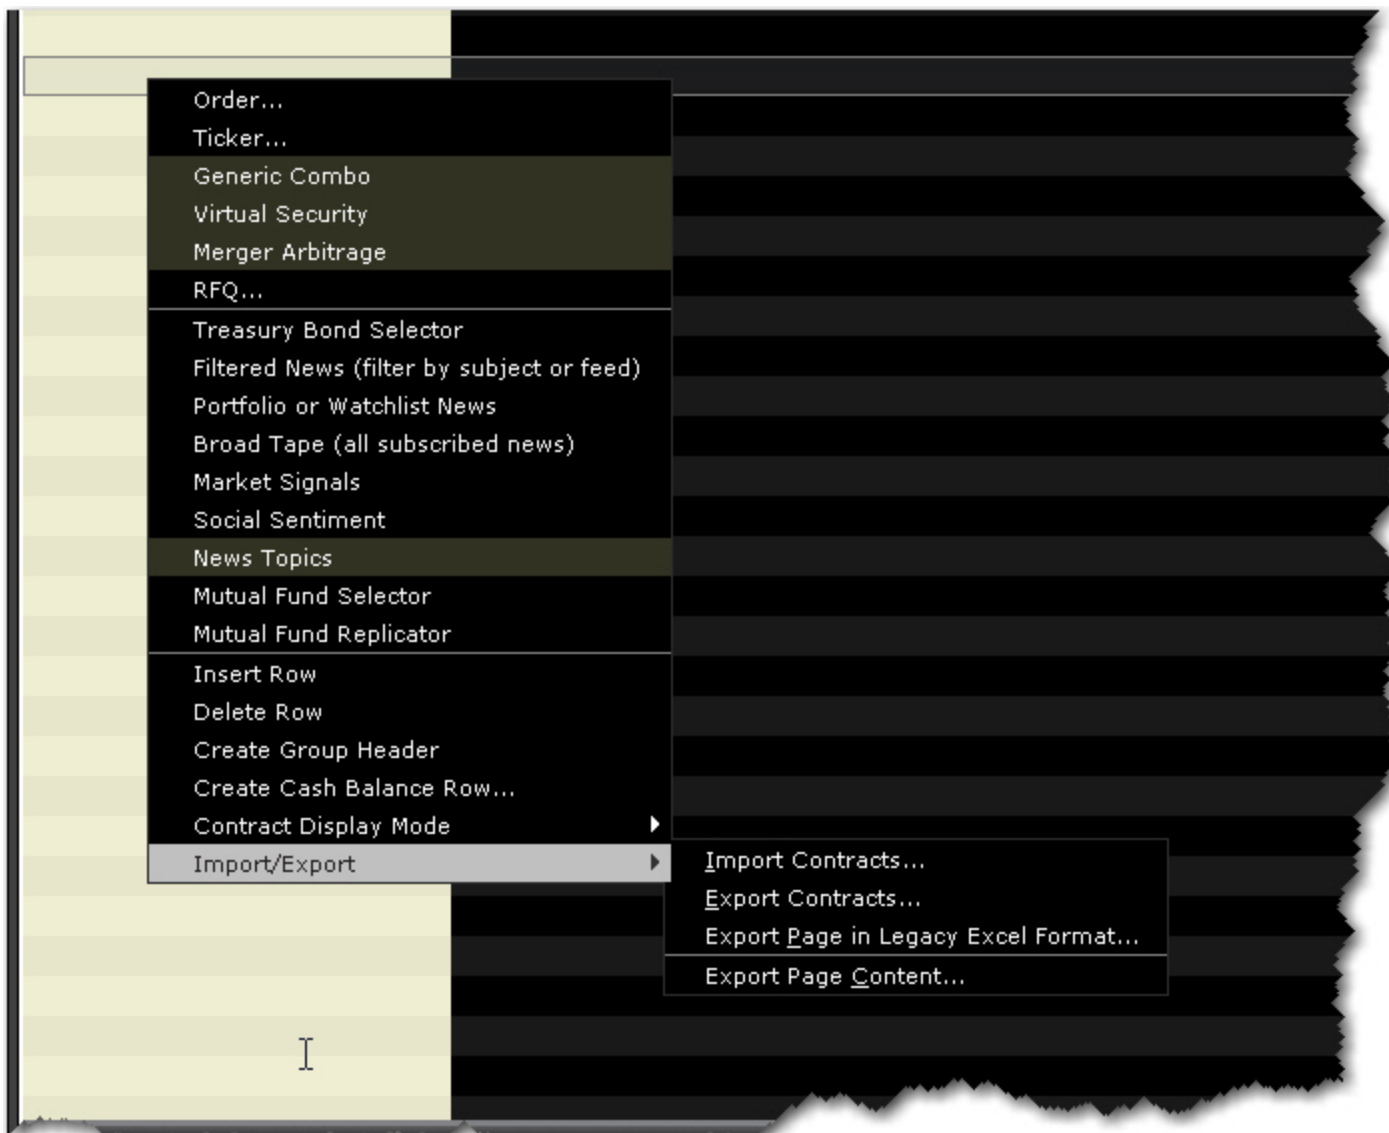 Order...
Ticker...
Generic Combo
Virtual Security
Merger Arbitrage
RFQ...
Treasury Bond Selector
Filtered News (filter by subject or feed)
Portfolio or Watchlist News
Broad Tape (all subscribed news)
Market Signals
Social Sentiment
News Topics
Mutual Fund Selector
Mutual Fund Replicator
Insert Row
Delete Row
Create Group Header
Create Cash Balance Row...
Contract Display Mode
Import/Export
Import Contracts...
Export Contracts...
Export Page in Legacy Excel Format...
Export Page Content...